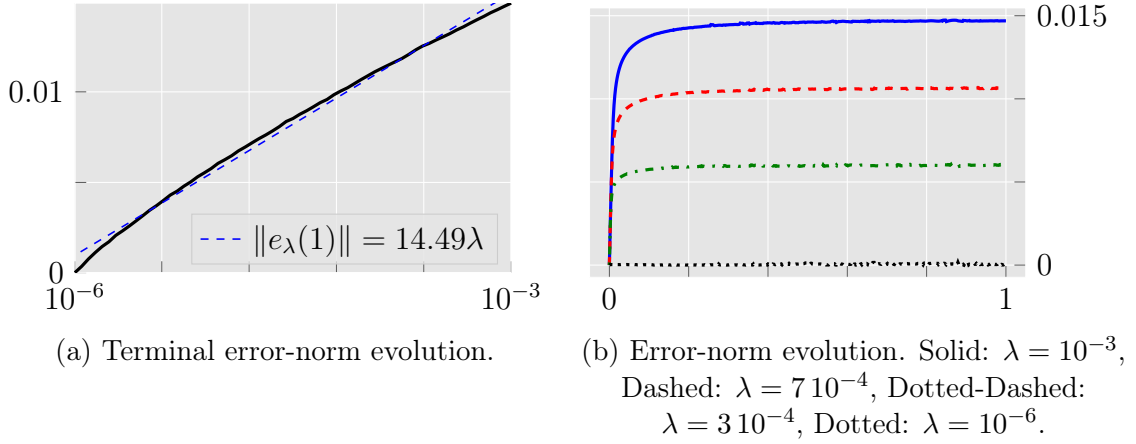 0.01
0
10⁻⁶
10⁻³
‖e_λ(1)‖ = 14.49λ
(a) Terminal error-norm evolution.
0.015
0
0
1
(b) Error-norm evolution. Solid: λ = 10⁻³,
Dashed: λ = 7 10⁻⁴, Dotted-Dashed:
λ = 3 10⁻⁴, Dotted: λ = 10⁻⁶.